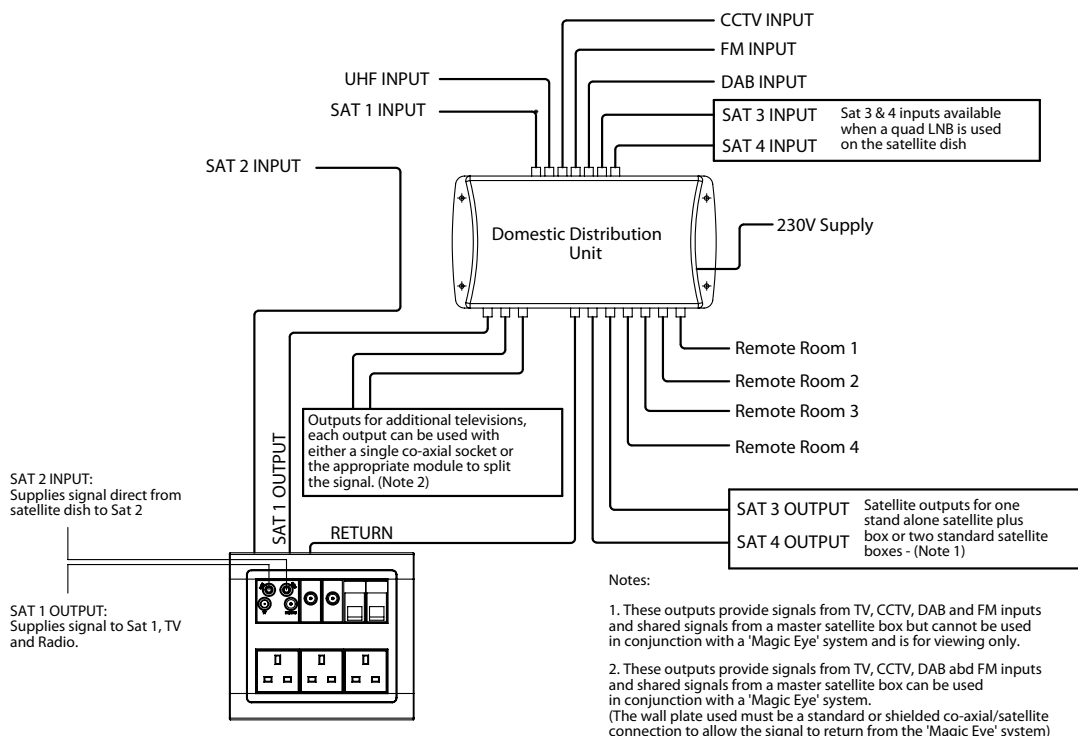 CCTV INPUT
FM INPUT
UHF INPUT
DAB INPUT
SAT 1 INPUT
SAT 3 INPUT
SAT 4 INPUT
Sat 3 & 4 inputs available
when a quad LNB is used
on the satellite dish
SAT 2 INPUT
Domestic Distribution
Unit
230V Supply
Remote Room 1
Remote Room 2
Remote Room 3
Remote Room 4
Outputs for additional televisions,
each output can be used with
either a single co-axial socket or
the appropriate module to split
the signal. (Note 2)
SAT 1 OUTPUT
RETURN
SAT 2 INPUT:
Supplies signal direct from
satellite dish to Sat 2
SAT 1 OUTPUT:
Supplies signal to Sat 1, TV
and Radio.
SAT 3 OUTPUT
SAT 4 OUTPUT
Satellite outputs for one
stand alone satellite plus
box or two standard satellite
boxes - (Note 1)
Notes:
1. These outputs provide signals from TV, CCTV, DAB and FM inputs
and shared signals from a master satellite box but cannot be used
in conjunction with a 'Magic Eye' system and is for viewing only.
2. These outputs provide signals from TV, CCTV, DAB abd FM inputs
and shared signals from a master satellite box can be used
in conjunction with a 'Magic Eye' system.
(The wall plate used must be a standard or shielded co-axial/satellite
connection to allow the signal to return from the 'Magic Eye' system)